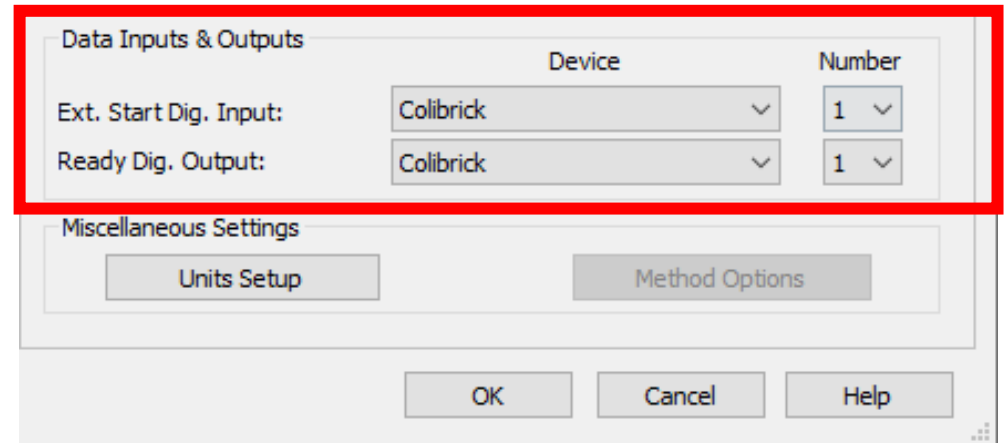 Data Inputs & Outputs
Device Number
Ext. Start Dig. Input: Colibrick 1
Ready Dig. Output: Colibrick 1
Miscellaneous Settings
Units Setup Method Options
OK Cancel Help